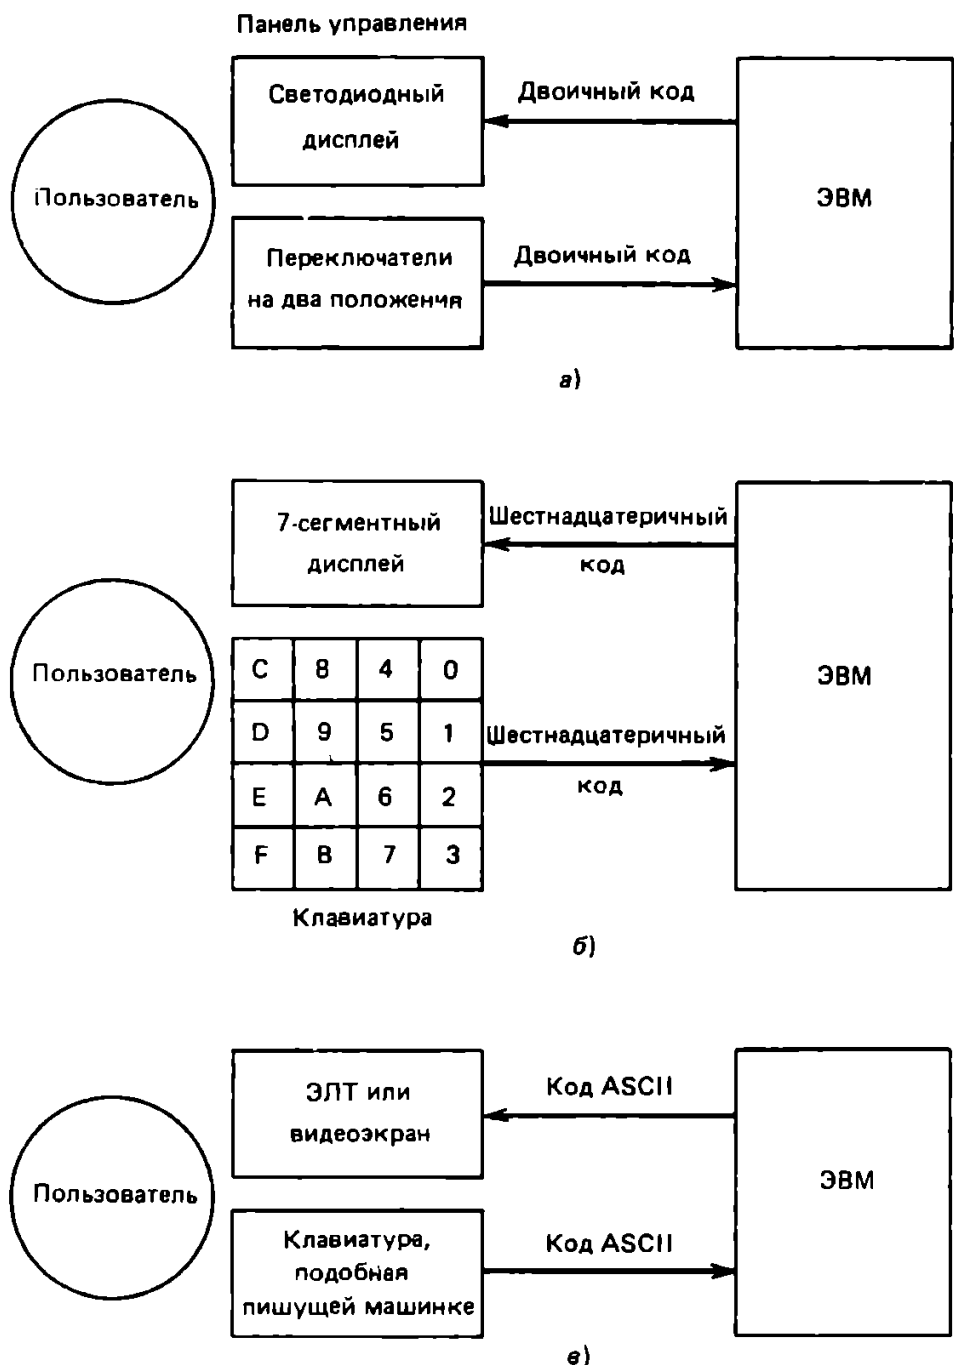 Панель управления
Светодиодный
дисплей
Двоичный код
Пользователь
ЭВМ
Переключатели
на два положения
Двоичный код
а)
7-сегментный
дисплей
Шестнадцатеричный
код
Пользователь
ЭВМ
C 8 4 0
D 9 5 1
E A 6 2
F B 7 3
Шестнадцатеричный
код
Клавиатура
б)
ЭЛТ или
видеоэкран
Код ASCII
Пользователь
ЭВМ
Клавиатура,
подобная
пишущей машинке
Код ASCII
в)